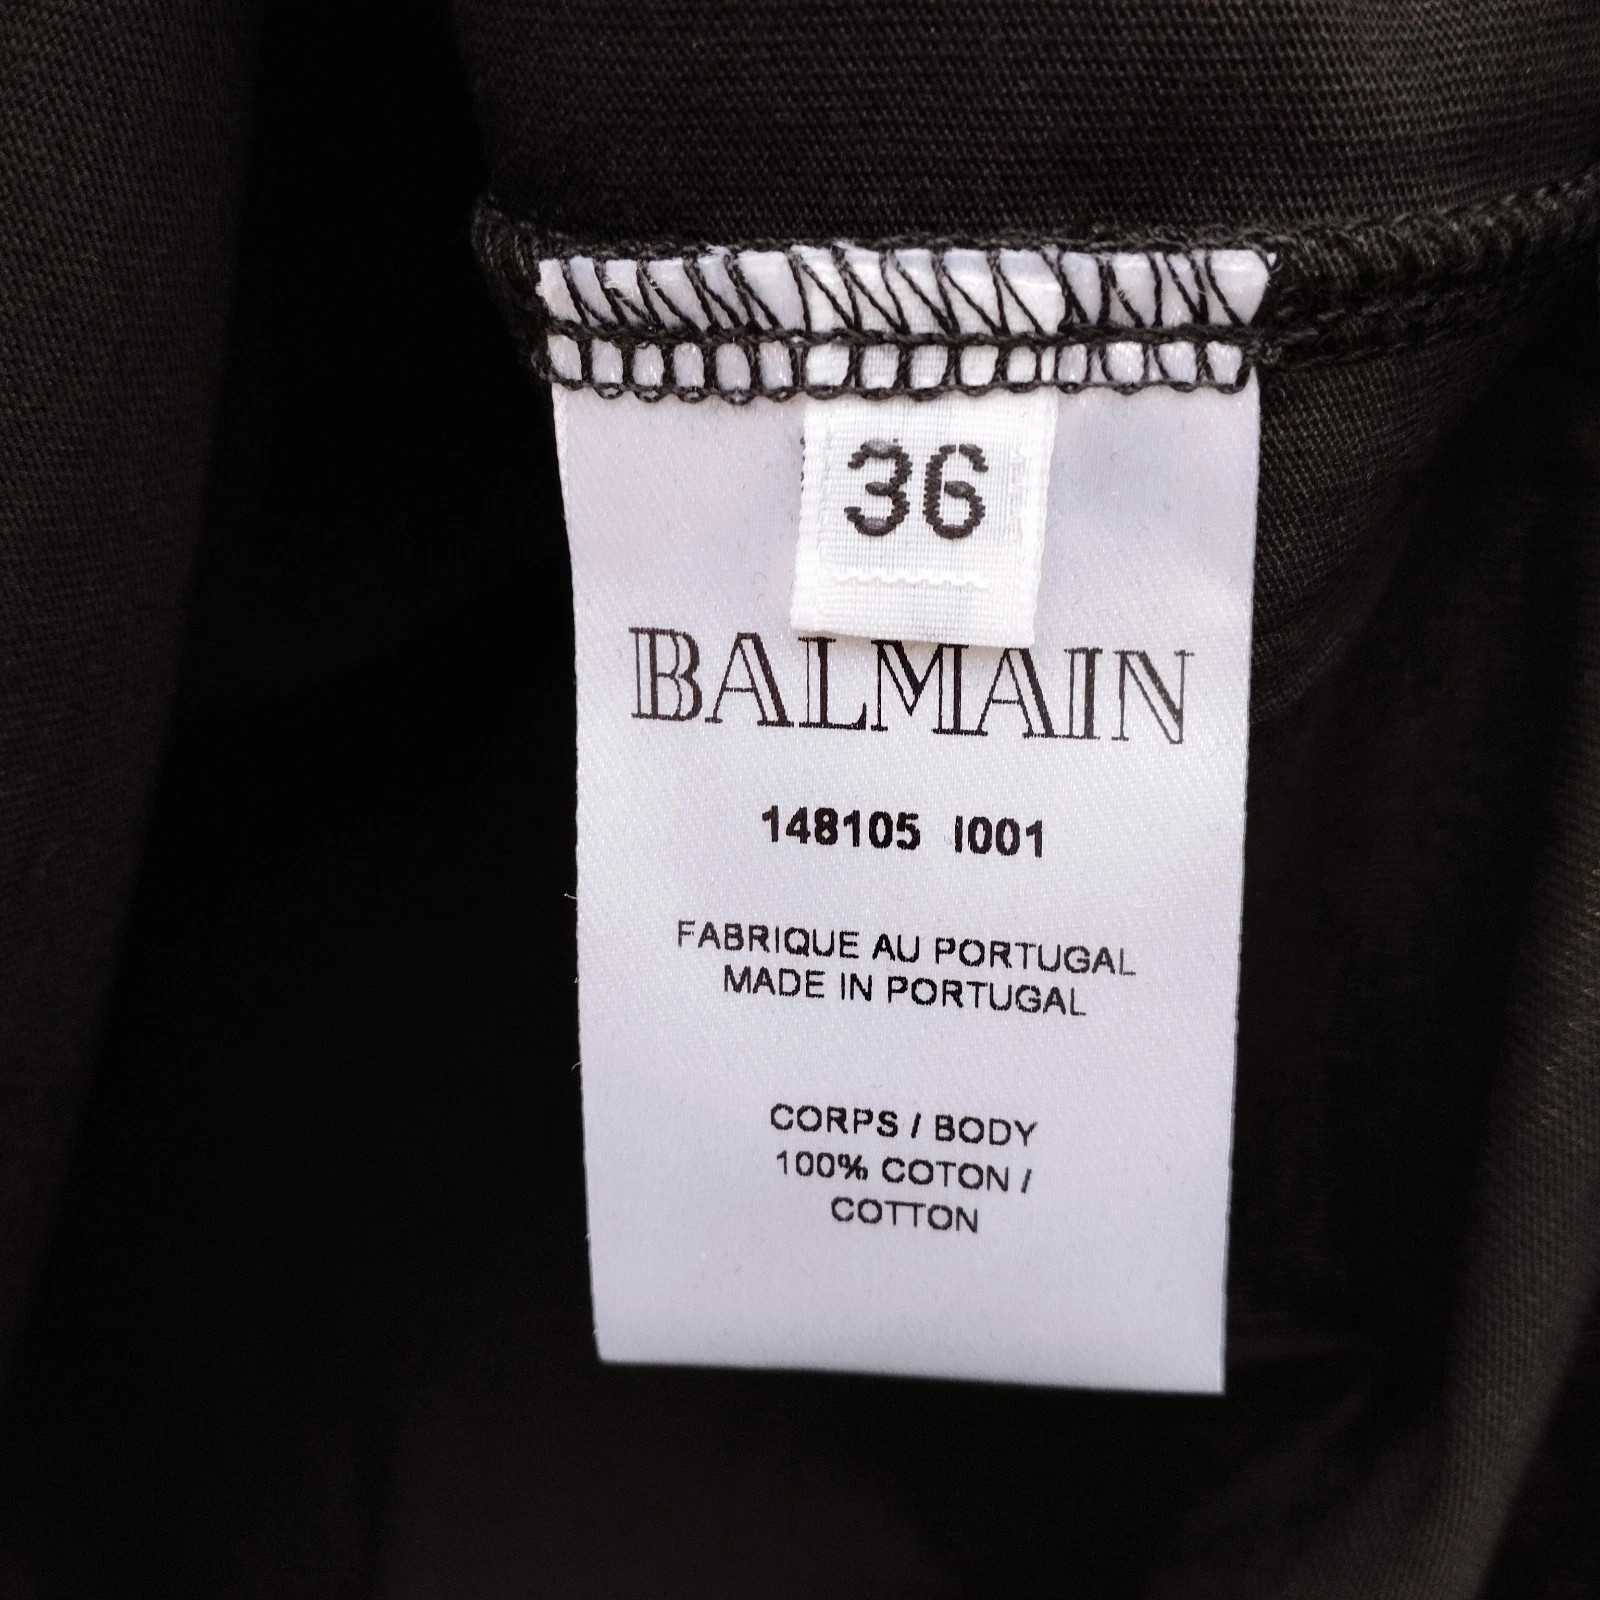 36
BALMAIN
148105 I001
FABRIQUE AU PORTUGAL
MADE IN PORTUGAL
CORPS / BODY
100% COTON /
COTTON